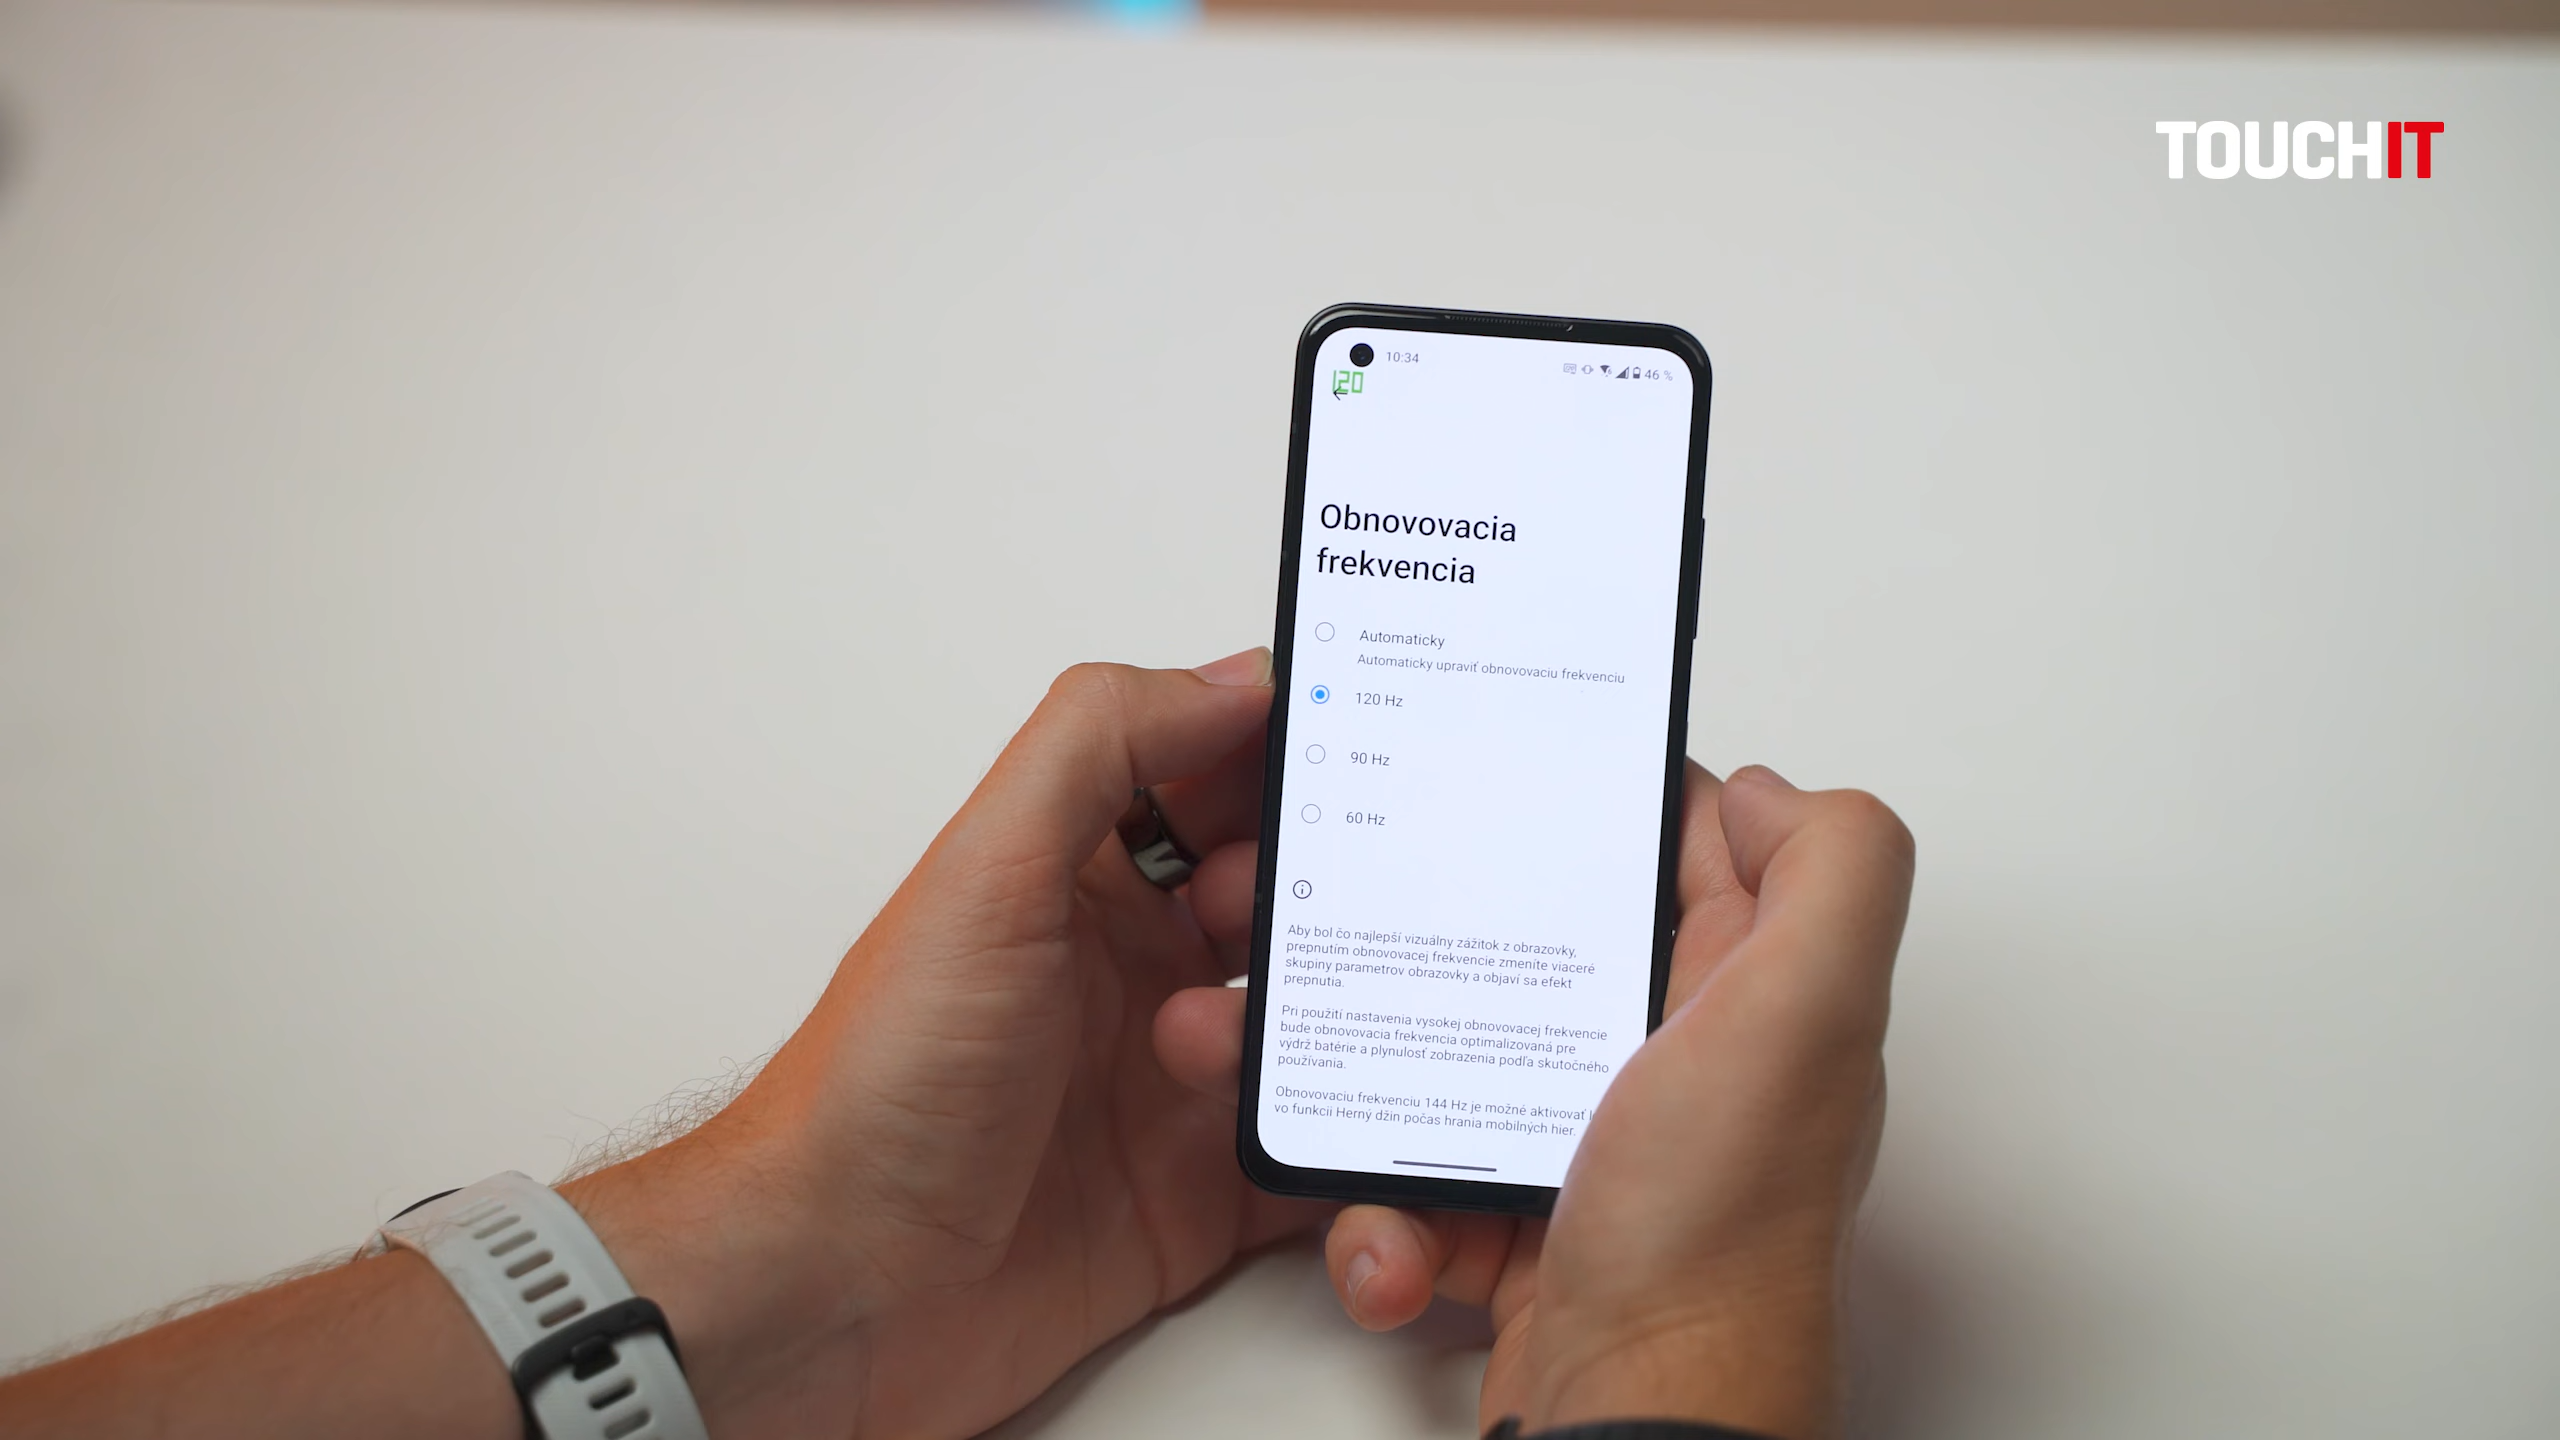 TOUCHIT
10:34
46 %
120
Obnovovacia
frekvencia
Automaticky
Automaticky upraviť obnovovaciu frekvenciu
120 Hz
90 Hz
60 Hz
Aby bol čo najlepší vizuálny zážitok z obrazovky,
prepnutím obnovovacej frekvencie zmeníte viaceré
skupiny parametrov obrazovky a objaví sa efekt
prepnutia.
Pri použití nastavenia vysokej obnovovacej frekvencie
bude obnovovacia frekvencia optimalizovaná pre
výdrž batérie a plynulosť zobrazenia podľa skutočného
používania.
Obnovovaciu frekvenciu 144 Hz je možné aktivovať
vo funkcii Herný džin počas hrania mobilných hier.